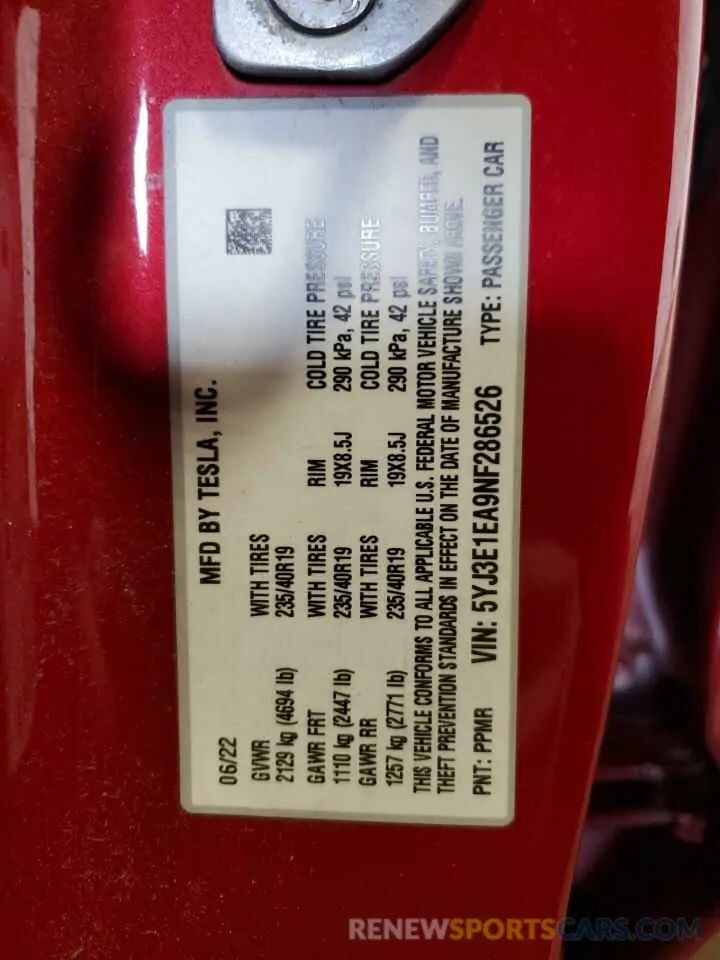 MFD BY TESLA, INC.
06/22
GVWR WITH TIRES
2129 kg (4694 lb) 235/40R19
GAWR FRT WITH TIRES RIM COLD TIRE PRESSURE
1110 kg (2447 lb) 235/40R19 19X8.5J 290 kPa, 42 psi
GAWR RR WITH TIRES RIM COLD TIRE PRESSURE
1257 kg (2771 lb) 235/40R19 19X8.5J 290 kPa, 42 psi
THIS VEHICLE CONFORMS TO ALL APPLICABLE U.S. FEDERAL MOTOR VEHICLE SAFETY, BUMPER, AND
THEFT PREVENTION STANDARDS IN EFFECT ON THE DATE OF MANUFACTURE SHOWN ABOVE.
PNT: PPMR VIN: 5YJ3E1EA9NF286526 TYPE: PASSENGER CAR
RENEWSPORTSCARS.COM